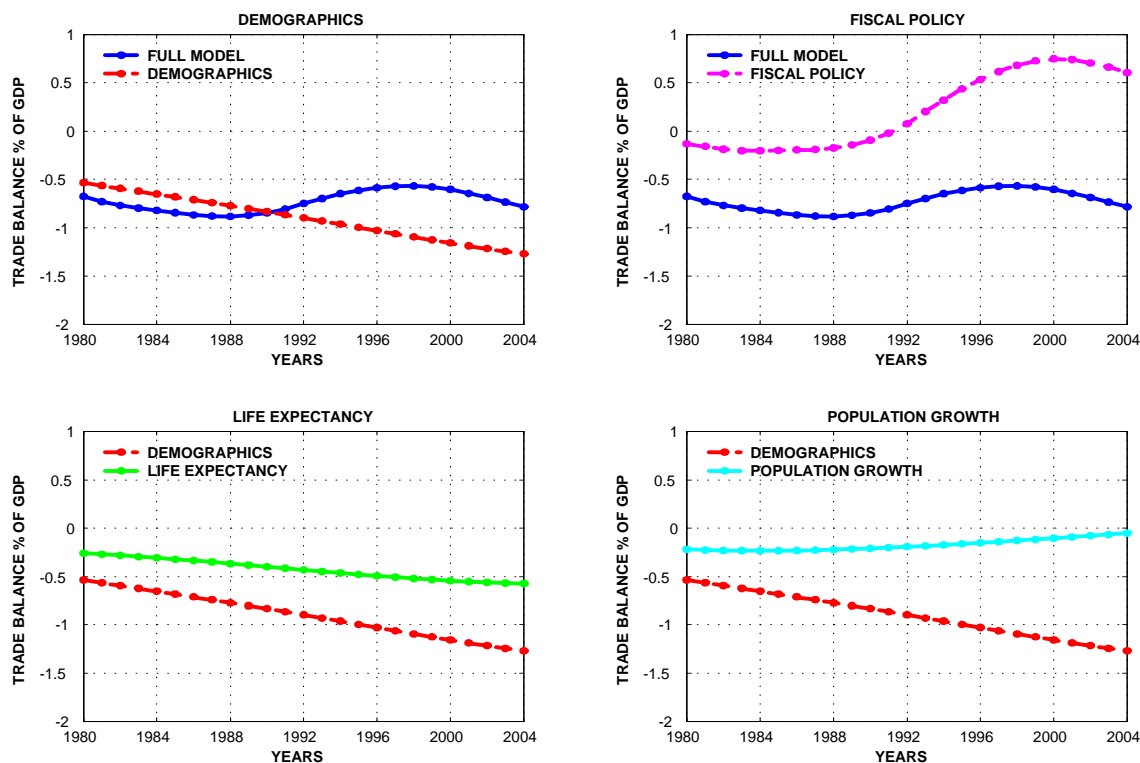 DEMOGRAPHICS
FULL MODEL
DEMOGRAPHICS
TRADE BALANCE % OF GDP
1
0.5
0
-0.5
-1
-1.5
-2
1980 1984 1988 1992 1996 2000 2004
YEARS
FISCAL POLICY
FULL MODEL
FISCAL POLICY
TRADE BALANCE % OF GDP
1
0.5
0
-0.5
-1
-1.5
-2
1980 1984 1988 1992 1996 2000 2004
YEARS
LIFE EXPECTANCY
DEMOGRAPHICS
LIFE EXPECTANCY
TRADE BALANCE % OF GDP
1
0.5
0
-0.5
-1
-1.5
-2
1980 1984 1988 1992 1996 2000 2004
YEARS
POPULATION GROWTH
DEMOGRAPHICS
POPULATION GROWTH
TRADE BALANCE % OF GDP
1
0.5
0
-0.5
-1
-1.5
-2
1980 1984 1988 1992 1996 2000 2004
YEARS